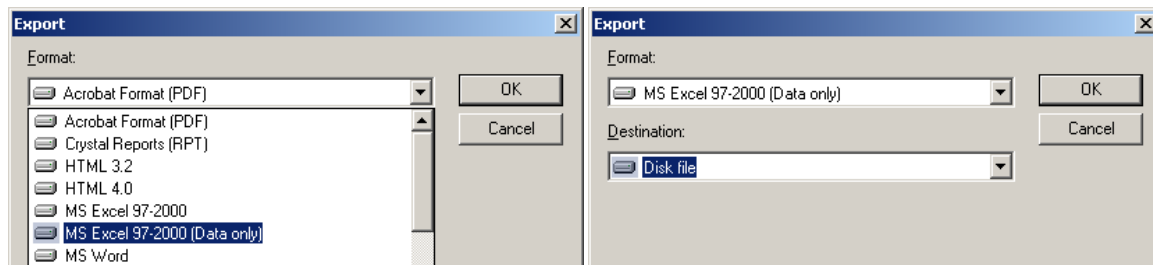 Export
Format:
Acrobat Format (PDF)
OK
Acrobat Format (PDF)
Cancel
Crystal Reports (RPT)
HTML 3.2
HTML 4.0
MS Excel 97-2000
MS Excel 97-2000 (Data only)
MS Word
Export
Format:
MS Excel 97-2000 (Data only)
OK
Destination:
Cancel
Disk file